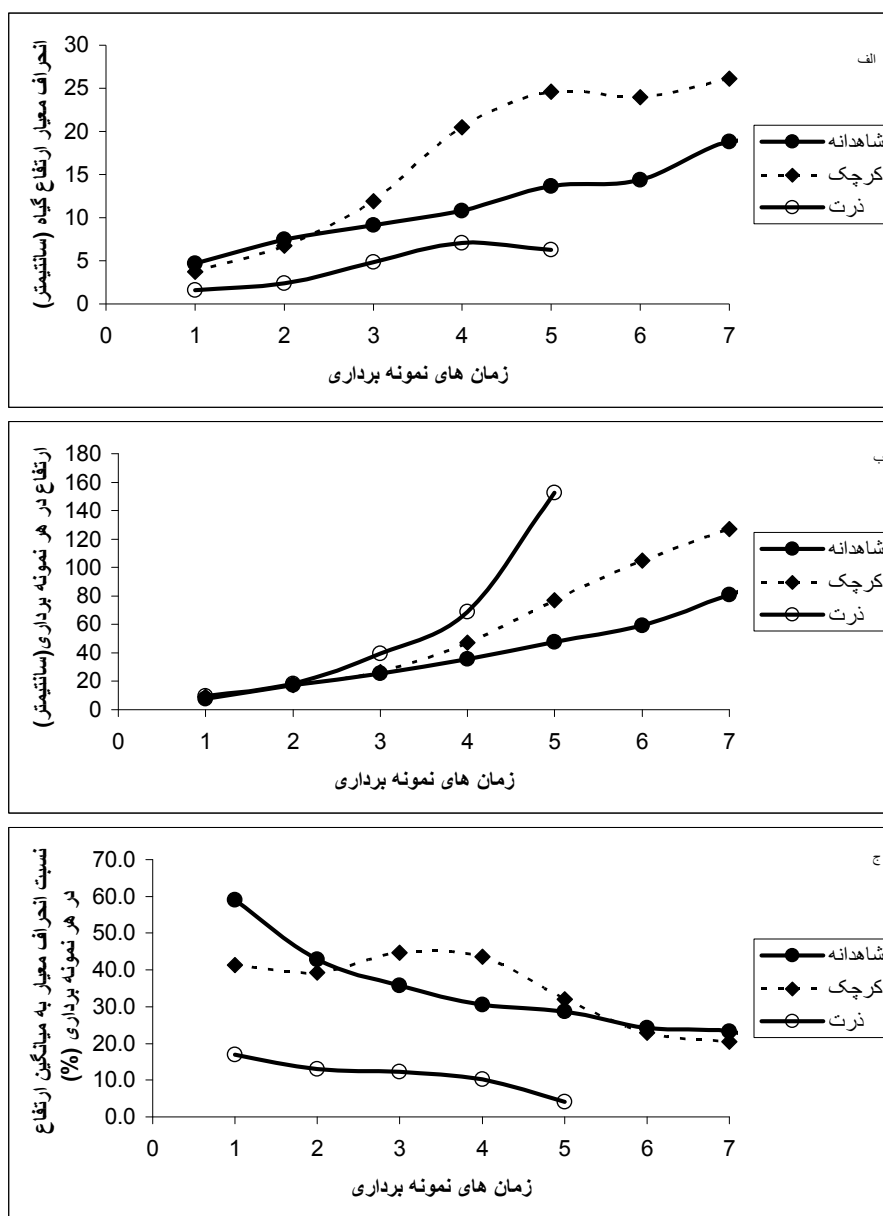 الف
انحراف معیار ارتفاع گیاه (سانتیمتر)
30
25
20
15
10
5
0
0 1 2 3 4 5 6 7
زمان های نمونه برداری
شاهدانه
کرچک
ذرت
ب
ارتفاع در هر نمونه برداری(سانتیمتر)
180
160
140
120
100
80
60
40
20
0
0 1 2 3 4 5 6 7
زمان های نمونه برداری
شاهدانه
کرچک
ذرت
ج
نسبت انحراف معیار به میانگین ارتفاع
در هر نمونه برداری (%)
70.0
60.0
50.0
40.0
30.0
20.0
10.0
0.0
0 1 2 3 4 5 6 7
زمان های نمونه برداری
شاهدانه
کرچک
ذرت